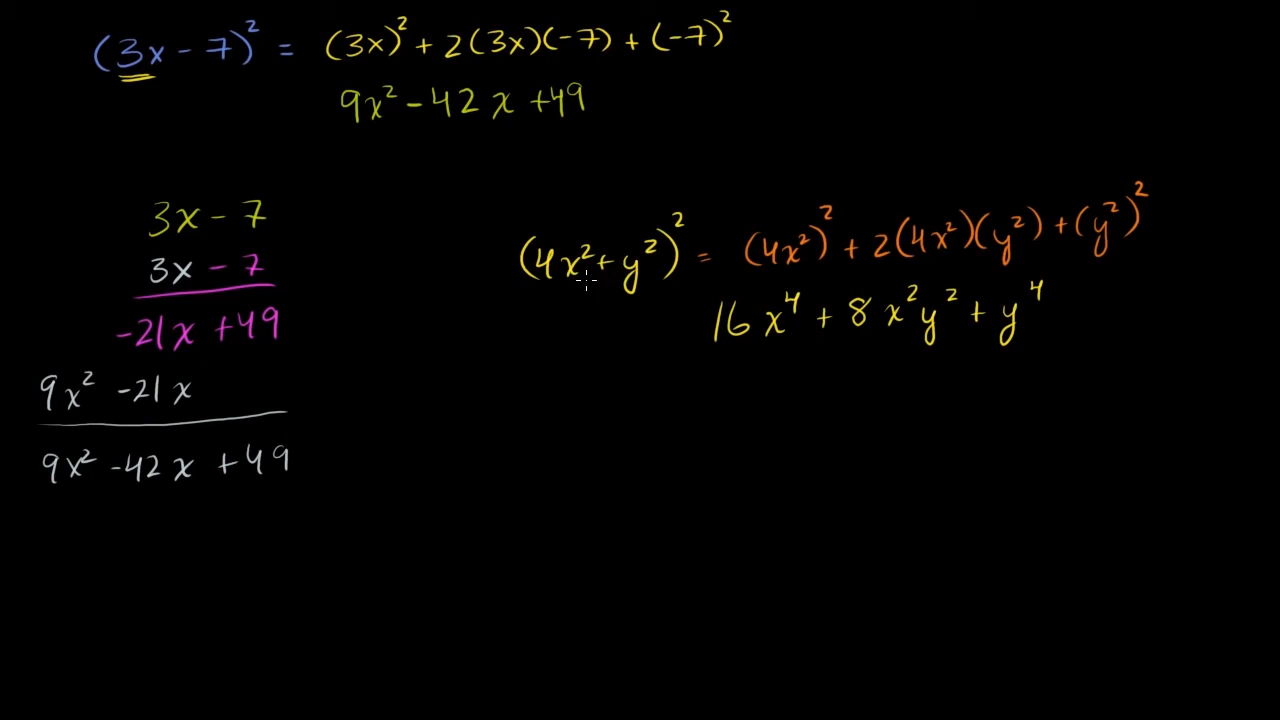 (3x - 7)² = (3x)² + 2(3x)(-7) + (-7)²
9x² - 42x + 49
3x - 7
3x - 7
-21x + 49
9x² -21x
9x² -42x +49
(4x² + y²)² = (4x²)² + 2(4x²)(y²) + (y²)²
16x⁴ + 8x²y² + y⁴